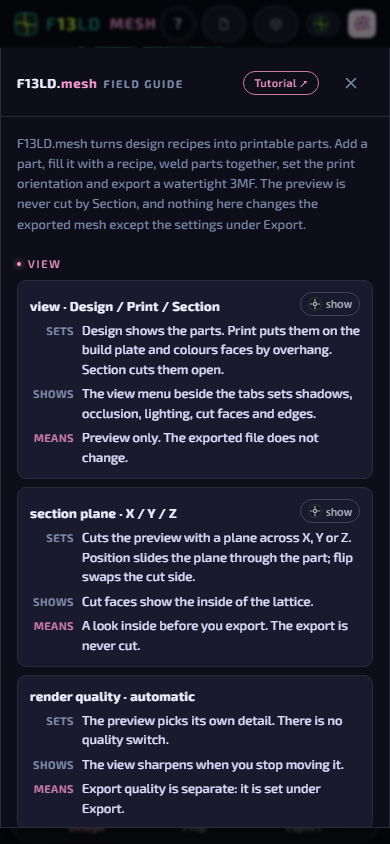 F13LD MESH ?
F13LD.mesh FIELD GUIDE Tutorial ↗
F13LD.mesh turns design recipes into printable parts. Add a
part, fill it with a recipe, weld parts together, set the print
orientation and export a watertight 3MF. The preview is
never cut by Section, and nothing here changes the
exported mesh except the settings under Export.
VIEW
view · Design / Print / Section show
SETS Design shows the parts. Print puts them on the
build plate and colours faces by overhang.
Section cuts them open.
SHOWS The view menu beside the tabs sets shadows,
occlusion, lighting, cut faces and edges.
MEANS Preview only. The exported file does not
change.
section plane · X / Y / Z show
SETS Cuts the preview with a plane across X, Y or Z.
Position slides the plane through the part; flip
swaps the cut side.
SHOWS Cut faces show the inside of the lattice.
MEANS A look inside before you export. The export is
never cut.
render quality · automatic
SETS The preview picks its own detail. There is no
quality switch.
SHOWS The view sharpens when you stop moving it.
MEANS Export quality is separate: it is set under
Export.